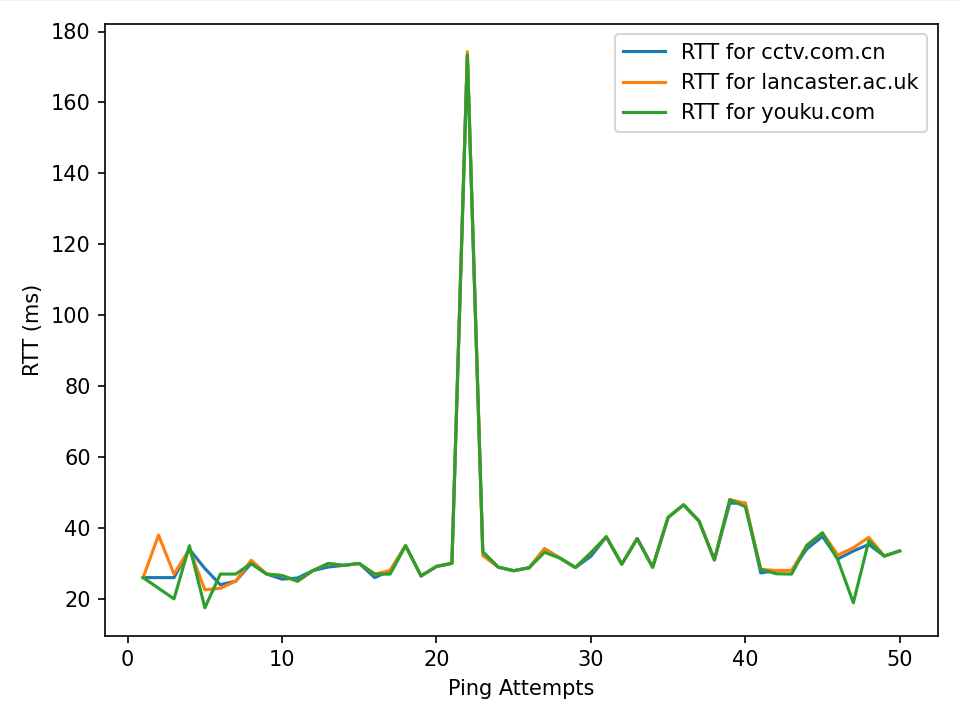 180
160
140
120
100
80
60
40
20
RTT (ms)
0 10 20 30 40 50
Ping Attempts
RTT for cctv.com.cn
RTT for lancaster.ac.uk
RTT for youku.com